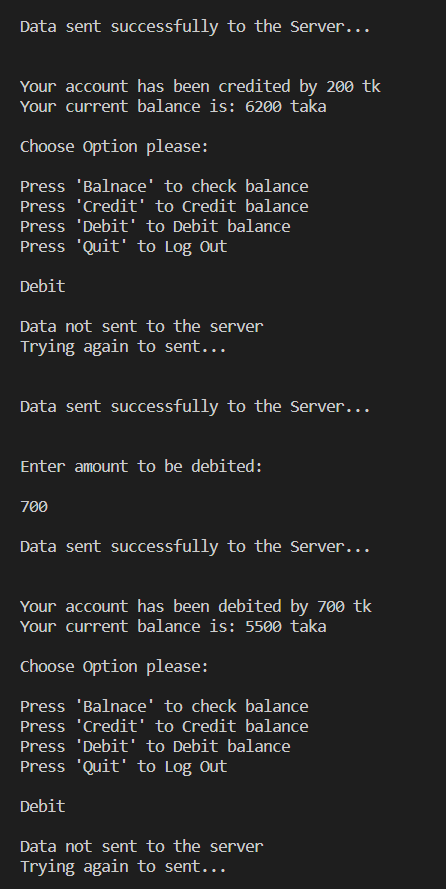 Data sent successfully to the Server...
Your account has been credited by 200 tk
Your current balance is: 6200 taka
Choose Option please:
Press 'Balnace' to check balance
Press 'Credit' to Credit balance
Press 'Debit' to Debit balance
Press 'Quit' to Log Out
Debit
Data not sent to the server
Trying again to sent...
Data sent successfully to the Server...
Enter amount to be debited:
700
Data sent successfully to the Server...
Your account has been debited by 700 tk
Your current balance is: 5500 taka
Choose Option please:
Press 'Balnace' to check balance
Press 'Credit' to Credit balance
Press 'Debit' to Debit balance
Press 'Quit' to Log Out
Debit
Data not sent to the server
Trying again to sent...